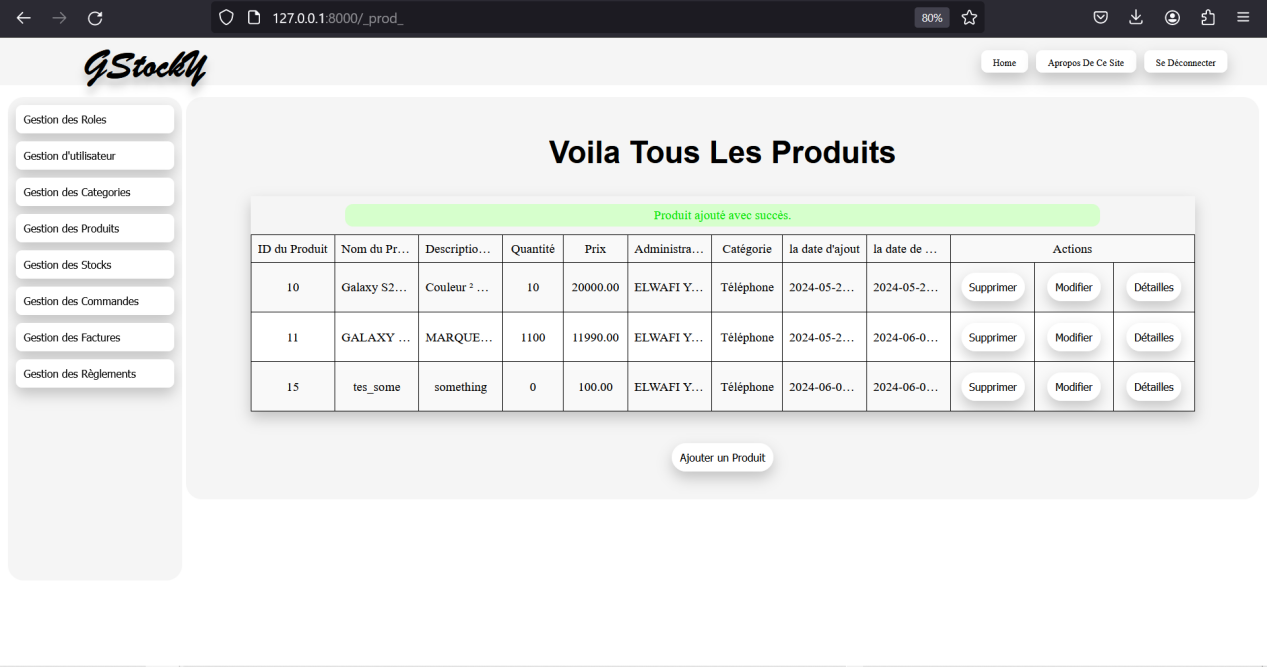 127.0.0.1:8000/_prod_ 80%
GStockY
Home Apropos De Ce Site Se Déconnecter
Gestion des Roles
Gestion d'utilisateur
Gestion des Categories
Gestion des Produits
Gestion des Stocks
Gestion des Commandes
Gestion des Factures
Gestion des Règlements
Voila Tous Les Produits
Produit ajouté avec succès.
ID du Produit Nom du Pr... Descriptio... Quantité Prix Administra... Catégorie la date d'ajout la date de ... Actions
10 Galaxy S2... Couleur ² ... 10 20000.00 ELWAFI Y... Téléphone 2024-05-2... 2024-05-2... Supprimer Modifier Détailles
11 GALAXY ... MARQUE... 1100 11990.00 ELWAFI Y... Téléphone 2024-05-2... 2024-06-0... Supprimer Modifier Détailles
15 tes_some something 0 100.00 ELWAFI Y... Téléphone 2024-06-0... 2024-06-0... Supprimer Modifier Détailles
Ajouter un Produit